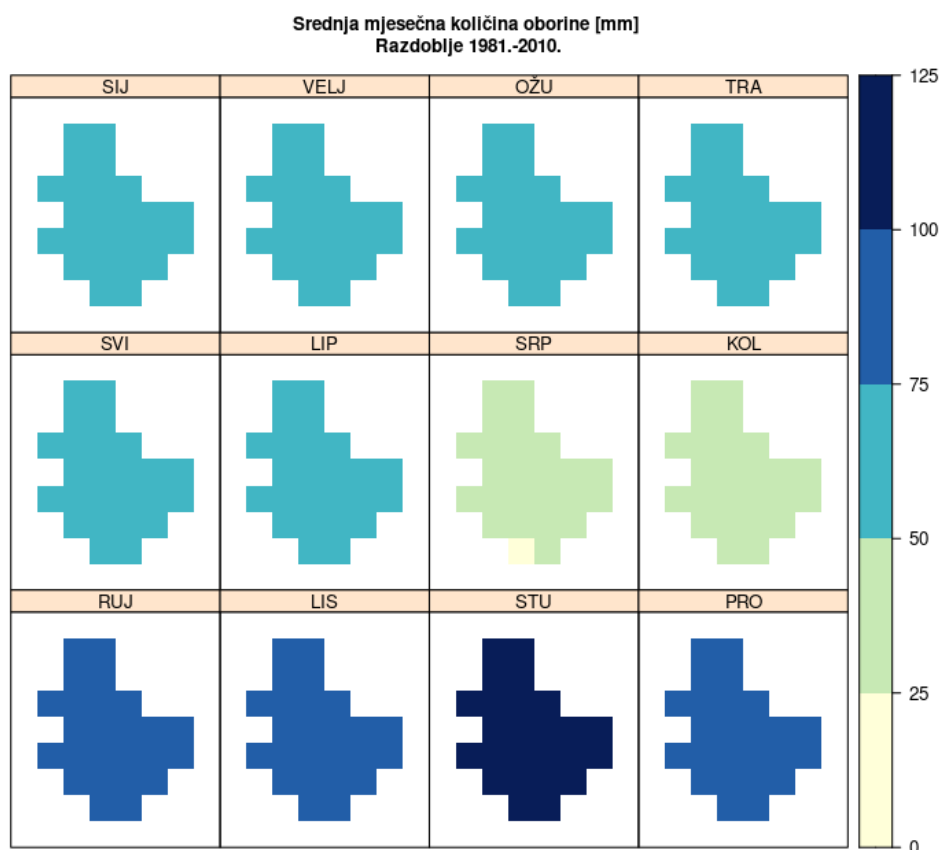 Srednja mjesečna količina oborine [mm]
Razdoblje 1981.-2010.
SIJ VELJ OŽU TRA
SVI LIP SRP KOL
RUJ LIS STU PRO
125
100
75
50
25
0